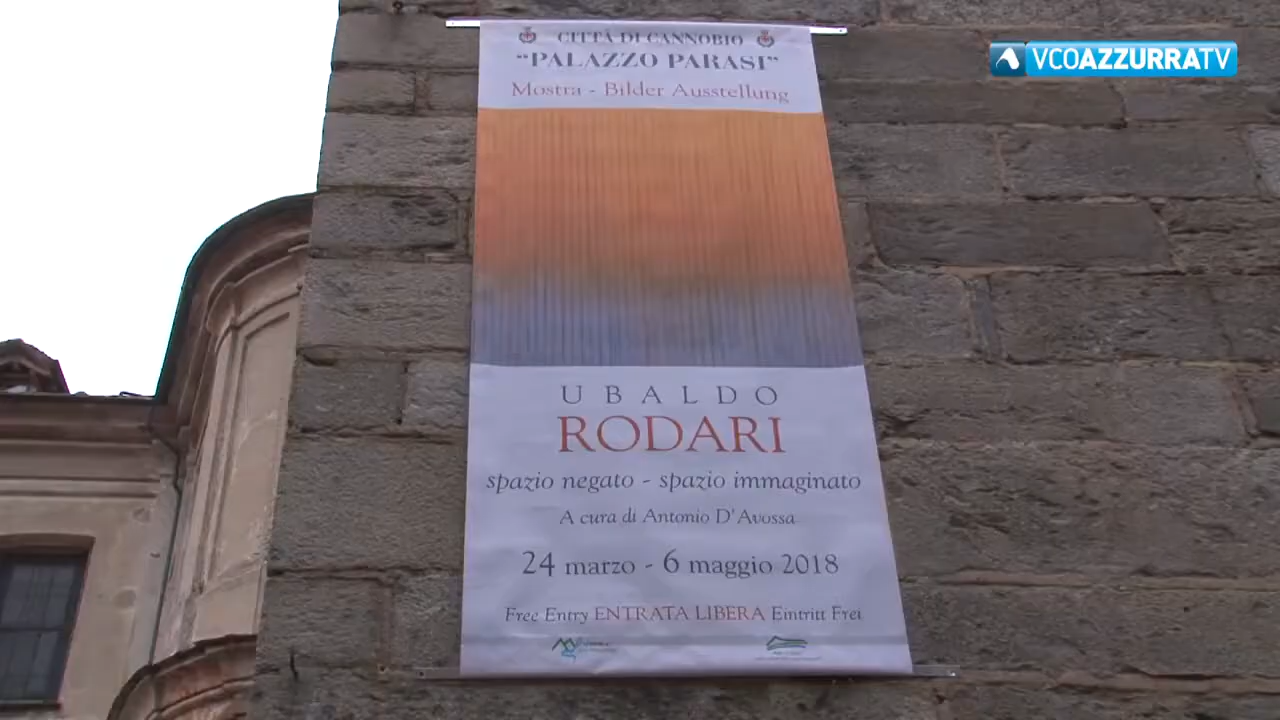 CITTÀ DI CANNOBIO
"PALAZZO PARASI"
Mostra - Bilder Ausstellung
VCOAZZURRATV
UBALDO
RODARI
spazio negato - spazio immaginato
A cura di Antonio D'Avossa
24 marzo - 6 maggio 2018
Free Entry ENTRATA LIBERA Eintritt Frei